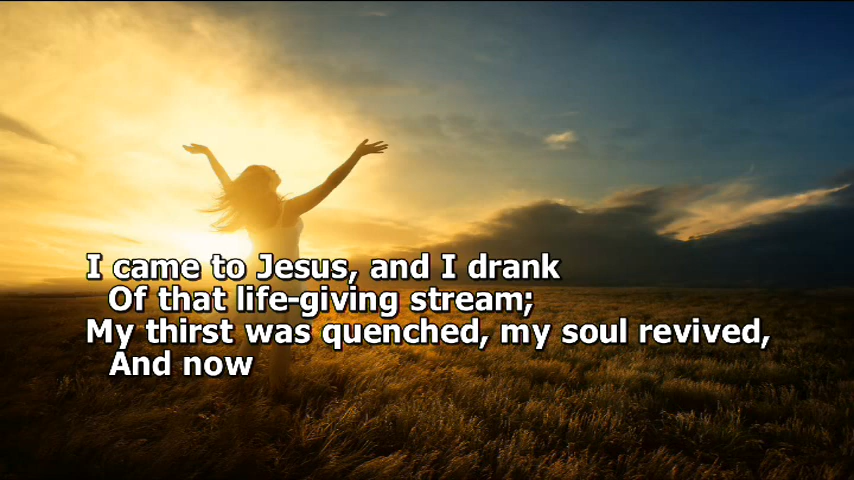 I came to Jesus, and I drank
Of that life-giving stream;
My thirst was quenched, my soul revived,
And now